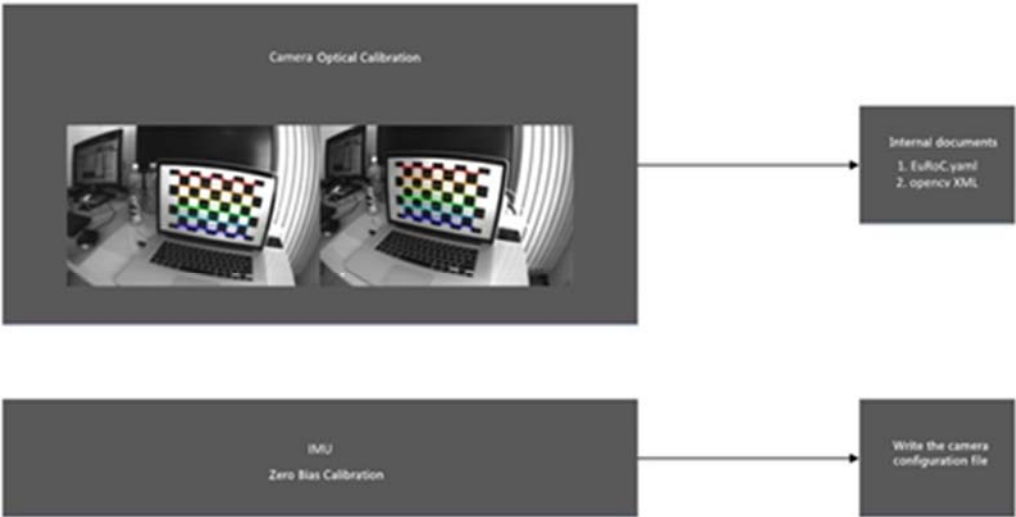 Camera Optical Calibration
Internal documents
1. EuRoC.yaml
2. opencv XML
IMU
Zero Bias Calibration
Write the camera
configuration file